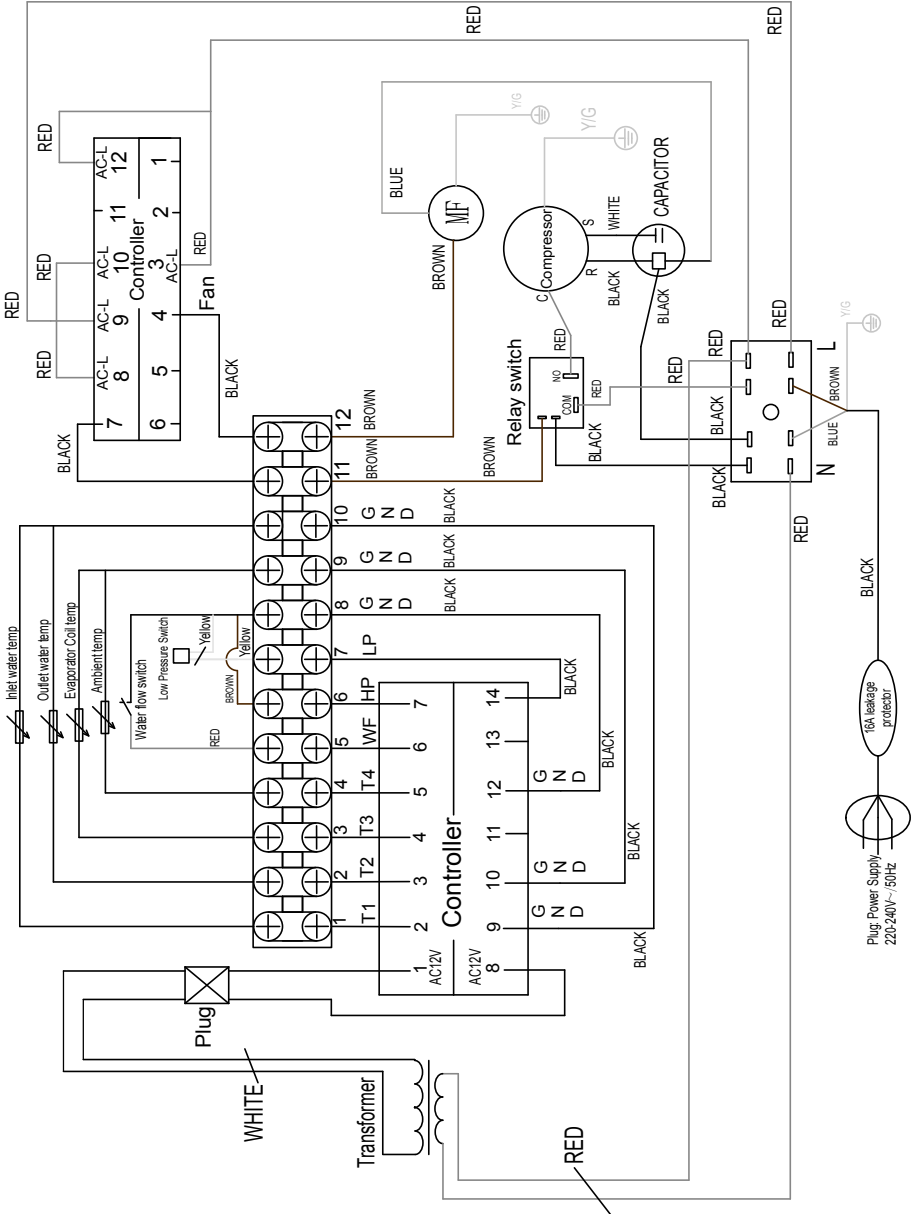 RED
RED
RED
RED
RED
RED
AC-L
AC-L
AC-L
AC-L
12
11
10
9
8
7
Controller
1
2
3
4
5
6
AC-L
RED
Fan
BLACK
BLACK
BLUE
Y/G
MF
BROWN
Y/G
Compressor
C
R
S
WHITE
BLACK
CAPACITOR
BLACK
RED
Relay switch
NO
COM
RED
BROWN
BLACK
RED
RED
RED
BLACK
BLACK
L
N
BROWN
BLUE
Y/G
RED
BLACK
16A leakage
protector
Plug: Power Supply
220-240V~/50Hz
Inlet water temp
Outlet water temp
Evaporator Coil temp
Ambient temp
Water flow switch
Low Pressure Switch
Yellow
Yellow
BROWN
RED
12
BROWN
11
BROWN
10
GND
BLACK
9
GND
BLACK
8
GND
BLACK
7
LP
6
HP
5
WF
4
T4
3
T3
2
T2
1
T1
1
2
3
4
5
6
7
AC12V
Controller
AC12V
8
9
10
11
12
13
14
GND
GND
GND
BLACK
BLACK
BLACK
BLACK
Plug
WHITE
Transformer
RED